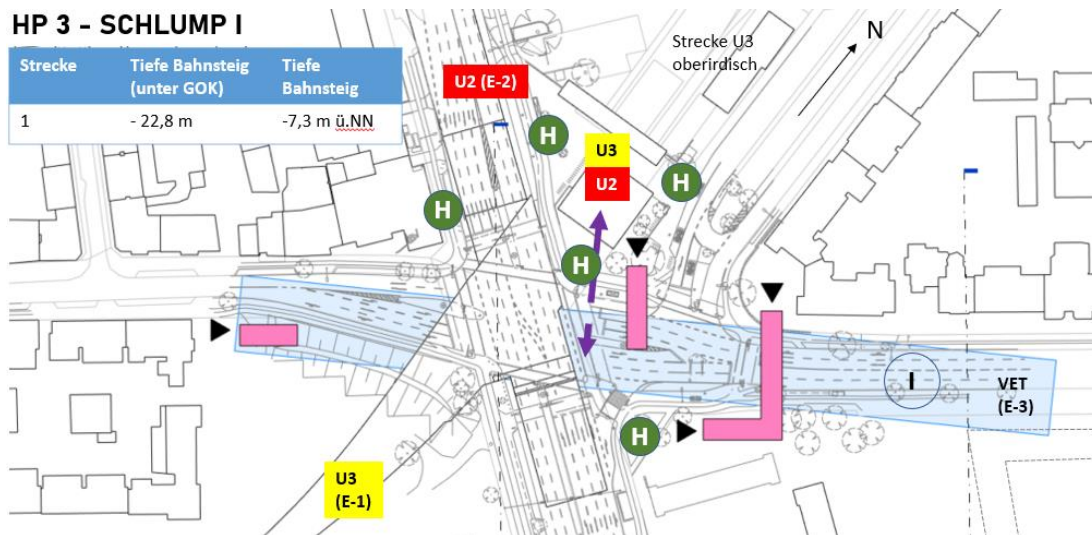 HP 3 – SCHLUMP I
Strecke
Tiefe Bahnsteig
(unter GOK)
Tiefe
Bahnsteig
1
- 22,8 m
-7,3 m ü.NN
U2 (E-2)
Strecke U3
oberirdisch
N
H
U3
U2
H
H
H
I
VET
(E-3)
H
U3
(E-1)